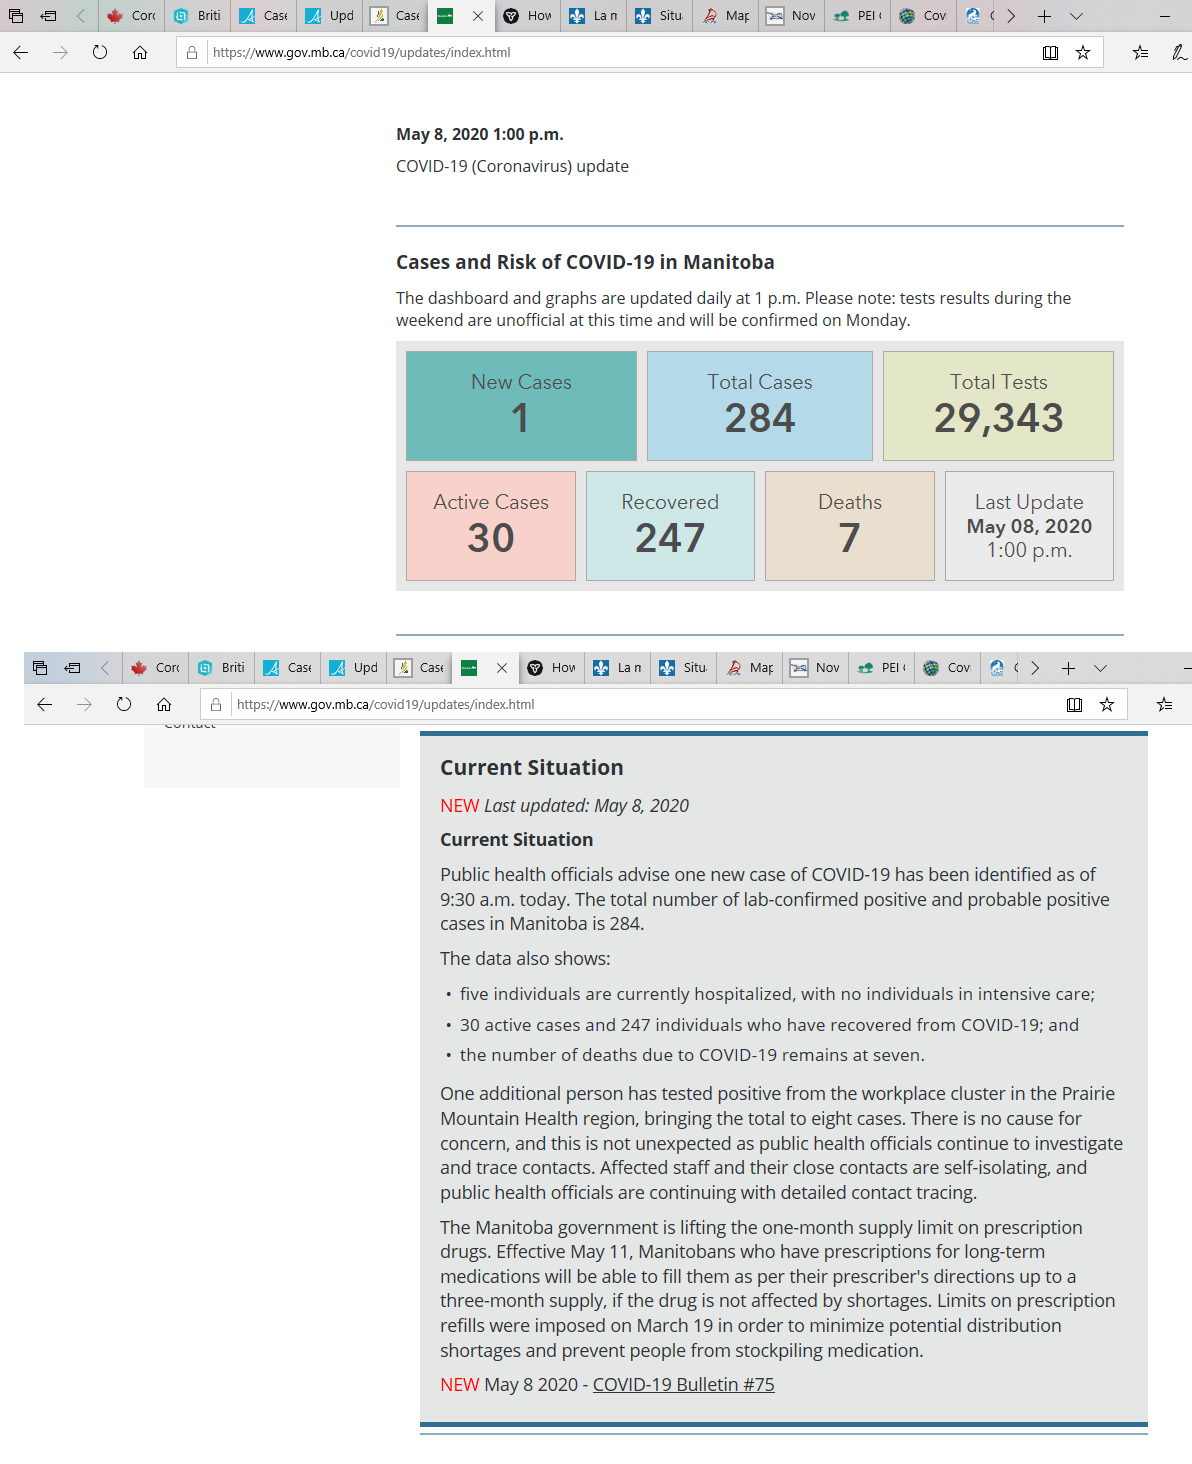 Cor
Briti
Case
Upd
Case
How
La m
Situ
Map
Nov
PEI
Cov
https://www.gov.mb.ca/covid19/updates/index.html
May 8, 2020 1:00 p.m.
COVID-19 (Coronavirus) update
Cases and Risk of COVID-19 in Manitoba
The dashboard and graphs are updated daily at 1 p.m. Please note: tests results during the
weekend are unofficial at this time and will be confirmed on Monday.
New Cases
1
Total Cases
284
Total Tests
29,343
Active Cases
30
Recovered
247
Deaths
7
Last Update
May 08, 2020
1:00 p.m.
Briti
Upd
How
Situ
Nov
PEI
Cov
https://www.gov.mb.ca/covid19/updates/index.html
Contact
Current Situation
NEW Last updated: May 8, 2020
Current Situation
Public health officials advise one new case of COVID-19 has been identified as of
9:30 a.m. today. The total number of lab-confirmed positive and probable positive
cases in Manitoba is 284.
The data also shows:
• five individuals are currently hospitalized, with no individuals in intensive care;
• 30 active cases and 247 individuals who have recovered from COVID-19; and
• the number of deaths due to COVID-19 remains at seven.
One additional person has tested positive from the workplace cluster in the Prairie
Mountain Health region, bringing the total to eight cases. There is no cause for
concern, and this is not unexpected as public health officials continue to investigate
and trace contacts. Affected staff and their close contacts are self-isolating, and
public health officials are continuing with detailed contact tracing.
The Manitoba government is lifting the one-month supply limit on prescription
drugs. Effective May 11, Manitobans who have prescriptions for long-term
medications will be able to fill them as per their prescriber's directions up to a
three-month supply, if the drug is not affected by shortages. Limits on prescription
refills were imposed on March 19 in order to minimize potential distribution
shortages and prevent people from stockpiling medication.
NEW May 8 2020 - COVID-19 Bulletin #75